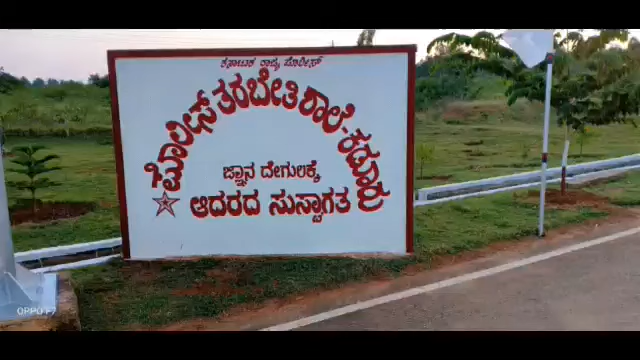 ಕರ್ನಾಟಕ ರಾಜ್ಯ ಪೊಲೀಸ್
ಪೊಲೀಸ್ ತರಬೇತಿ ಶಾಲೆ-ಕಡೂರು
ಜ್ಞಾನ ದೇಗುಲಕ್ಕೆ
ಆದರದ ಸುಸ್ವಾಗತ
OPPO F7